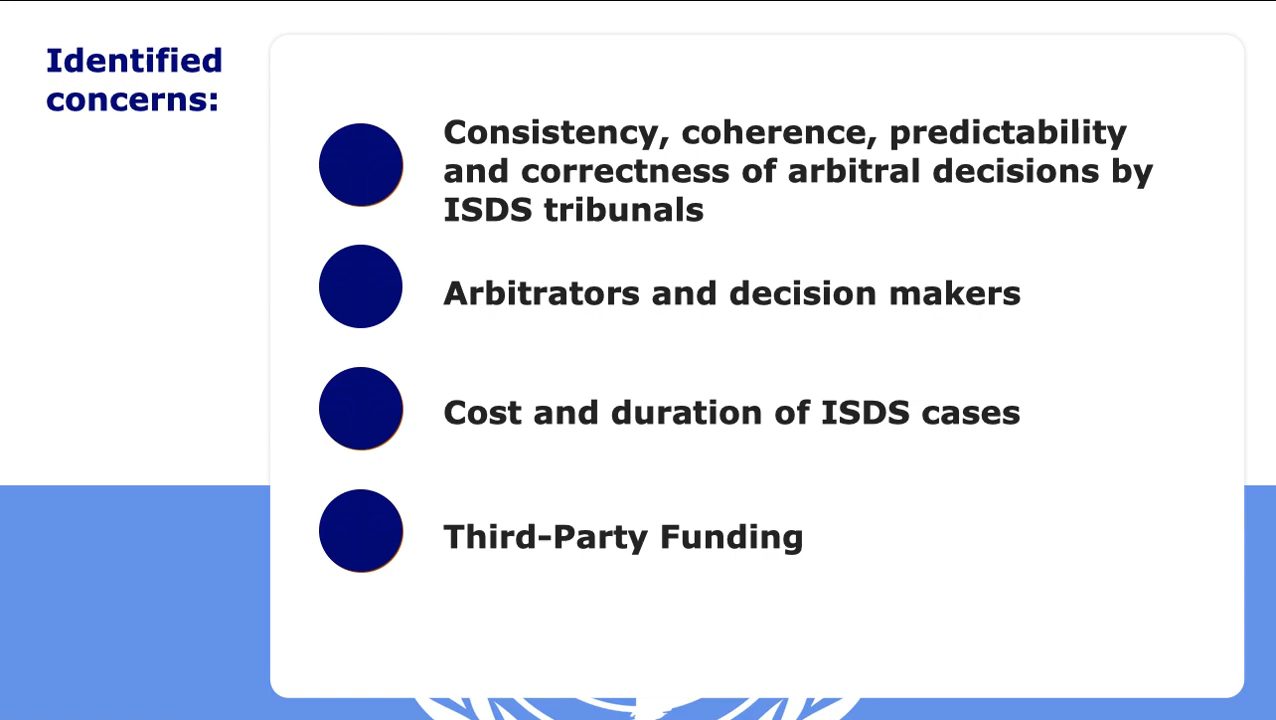 Identified
concerns:
Consistency, coherence, predictability
and correctness of arbitral decisions by
ISDS tribunals
Arbitrators and decision makers
Cost and duration of ISDS cases
Third-Party Funding